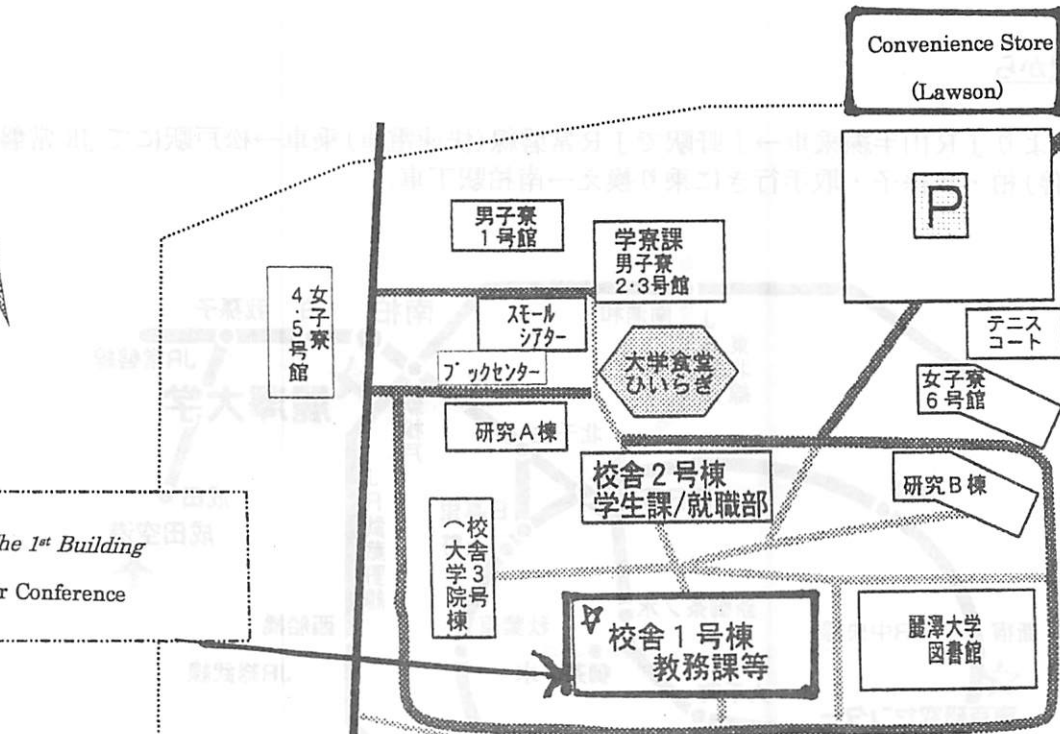 Convenience Store
(Lawson)
P
男子寮
1号館
学寮課
男子寮
2・3号館
女子寮
4・5号館
スモール
シアター
ブックセンター
大学食堂
ひいらぎ
テニス
コート
女子寮
6号館
研究A棟
校舎2号棟
学生課/就職部
研究B棟
校舎3号
(大学院棟
he 1st Building
r Conference
校舎1号棟
教務課等
麗澤大学
図書館